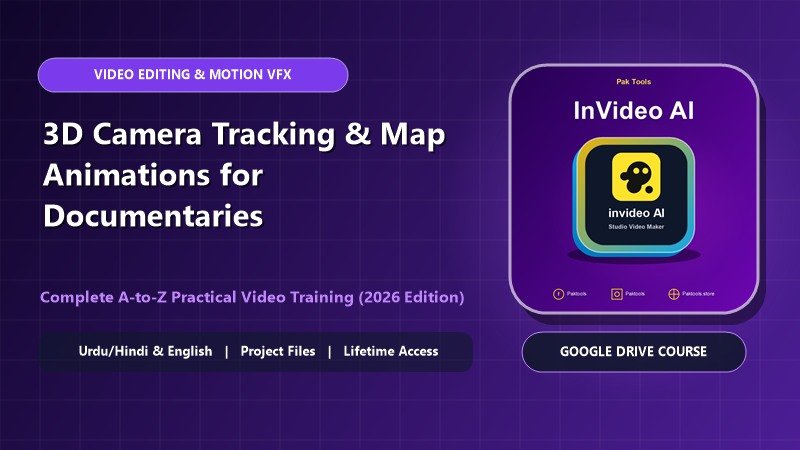 VIDEO EDITING & MOTION VFX
3D Camera Tracking & Map
Animations for
Documentaries
Complete A-to-Z Practical Video Training (2026 Edition)
Urdu/Hindi & English | Project Files | Lifetime Access
Pak Tools
InVideo AI
invideo AI
Studio Video Maker
Paktools
Paktools
Paktools.store
GOOGLE DRIVE COURSE